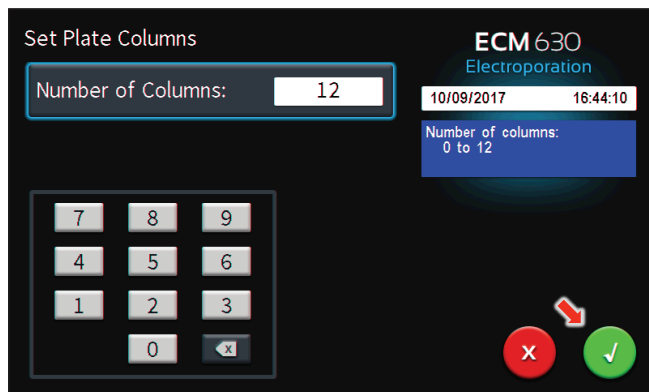 Set Plate Columns
Number of Columns: 12
7 8 9
4 5 6
1 2 3
0 x
ECM 630
Electroporation
10/09/2017 16:44:10
Number of columns:
0 to 12
x √